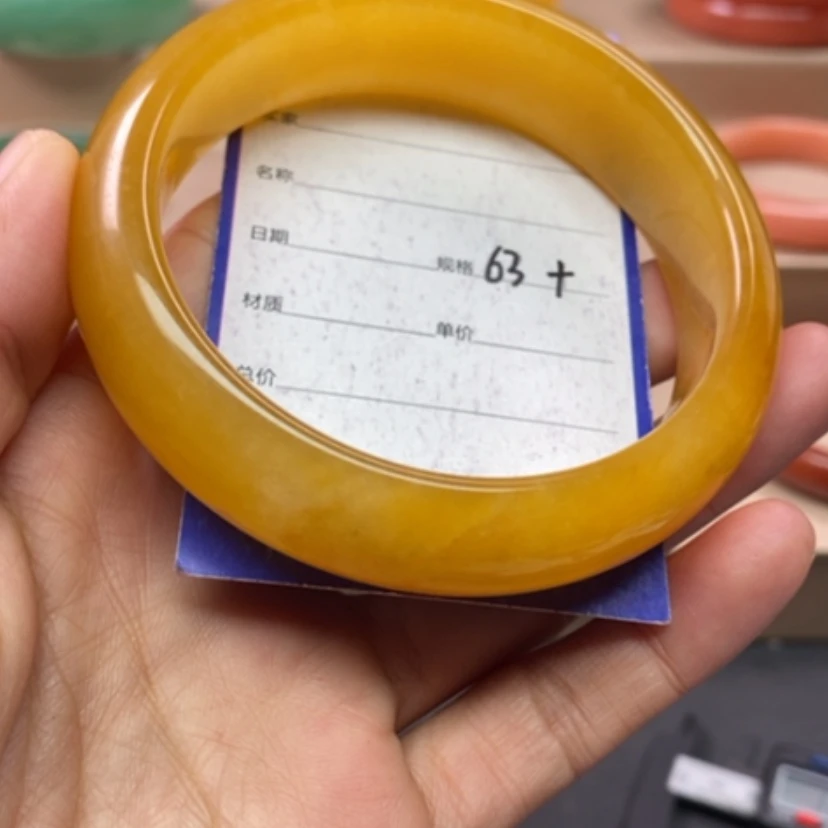 名称
日期 规格 63 +
材质 单价
总价